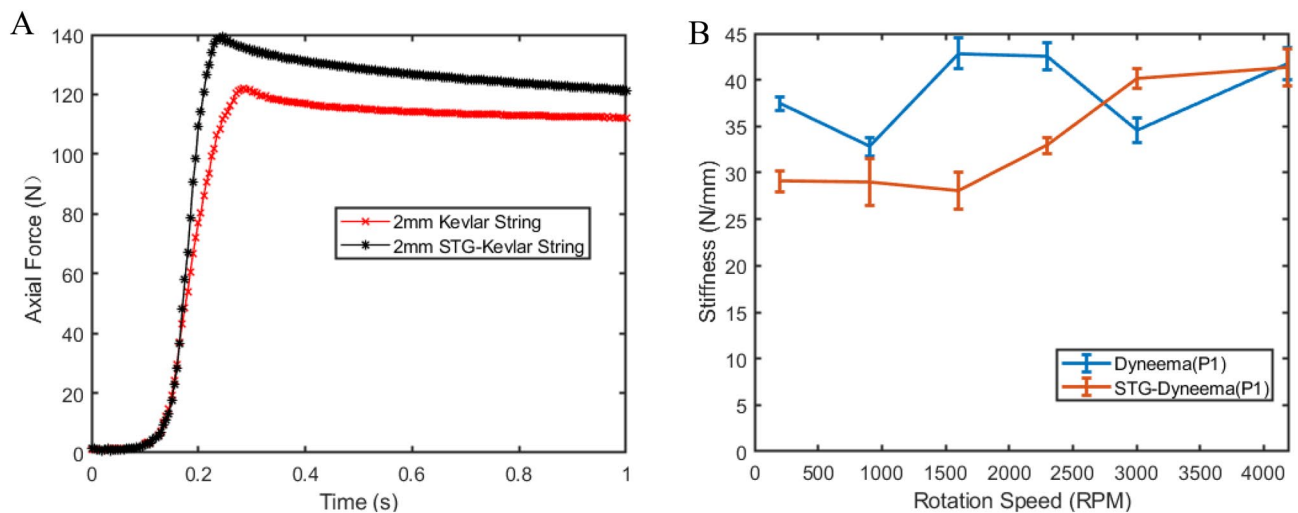 A
140
120
100
80
60
40
20
0
Axial Force (N）
0 0.2 0.4 0.6 0.8 1
Time (s)
2mm Kevlar String
2mm STG-Kevlar String
B
45
40
35
30
25
20
15
10
5
0
Stiffness (N/mm)
0 500 1000 1500 2000 2500 3000 3500 4000
Rotation Speed (RPM)
Dyneema(P1)
STG-Dyneema(P1)